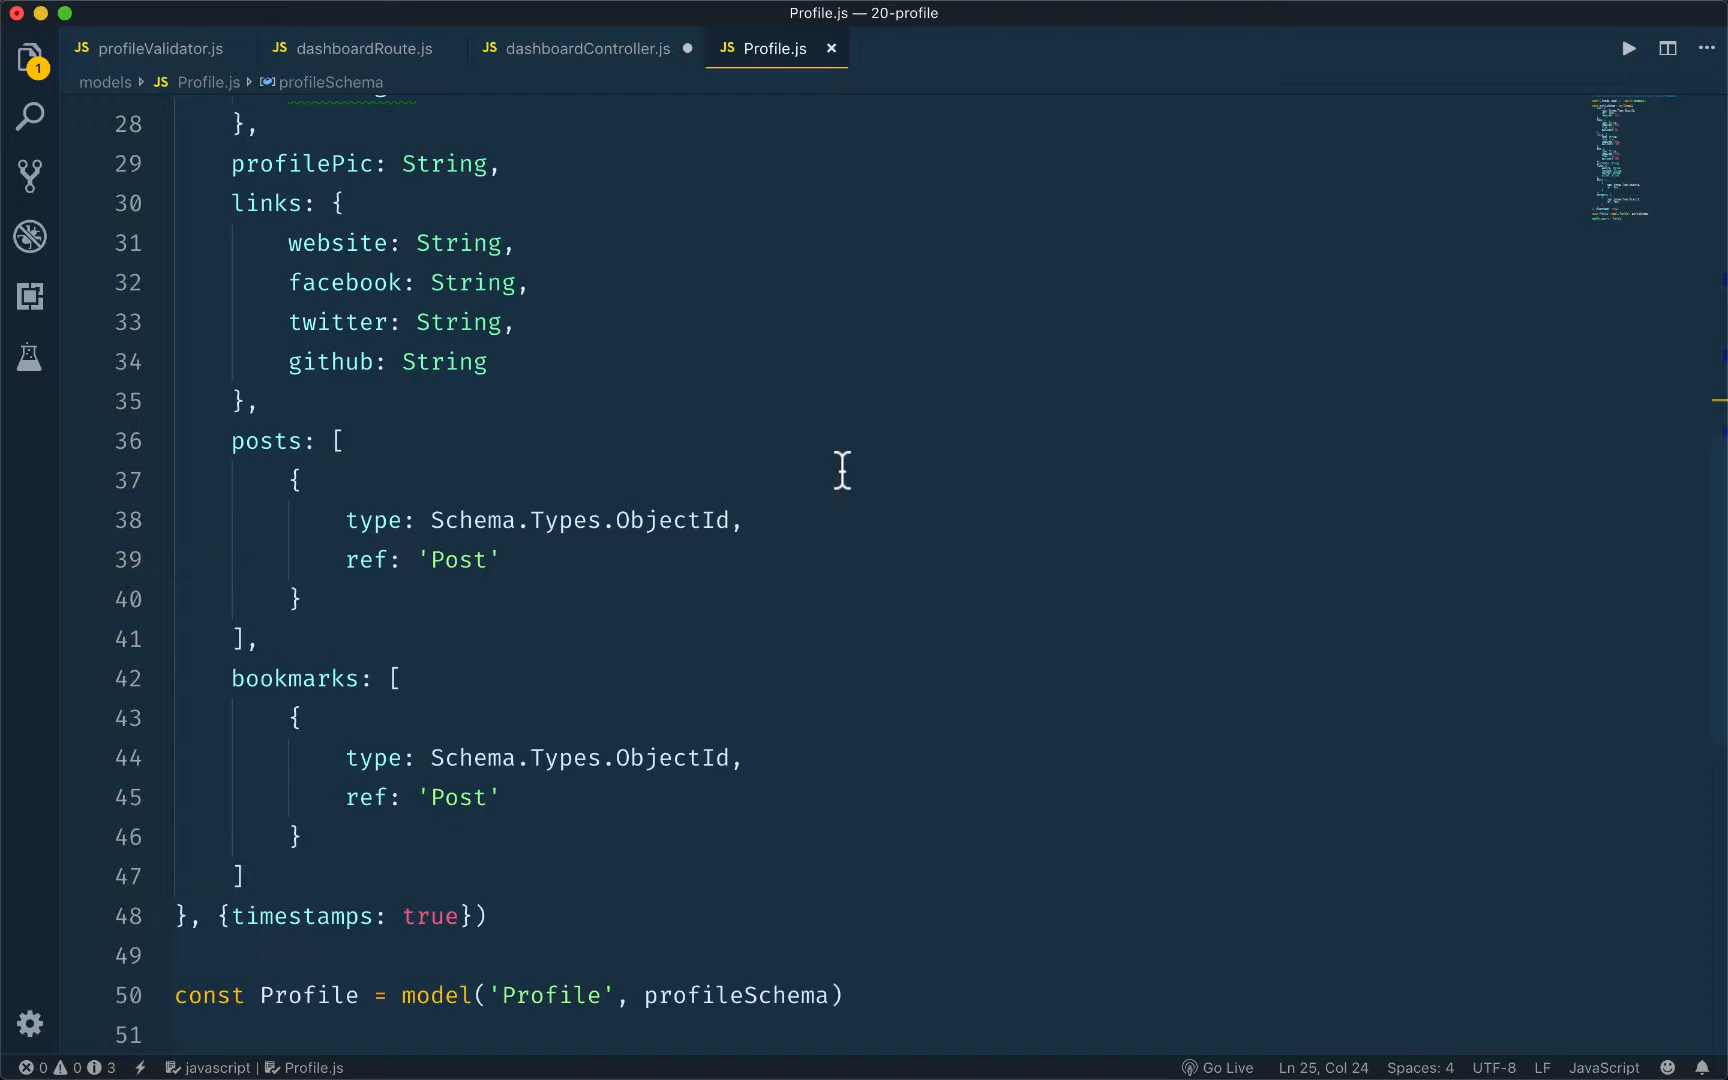 Profile.js — 20-profile
JS profileValidator.js JS dashboardRoute.js JS dashboardController.js JS Profile.js
models JS Profile.js profileSchema
1
28 },
29 profilePic: String,
30 links: {
31 website: String,
32 facebook: String,
33 twitter: String,
34 github: String
35 },
36 posts: [
37 {
38 type: Schema.Types.ObjectId,
39 ref: 'Post'
40 }
41 ],
42 bookmarks: [
43 {
44 type: Schema.Types.ObjectId,
45 ref: 'Post'
46 }
47 ]
48 }, {timestamps: true})
49
50 const Profile = model('Profile', profileSchema)
51
0 0 3 javascript | Profile.js Go Live Ln 25, Col 24 Spaces: 4 UTF-8 LF JavaScript